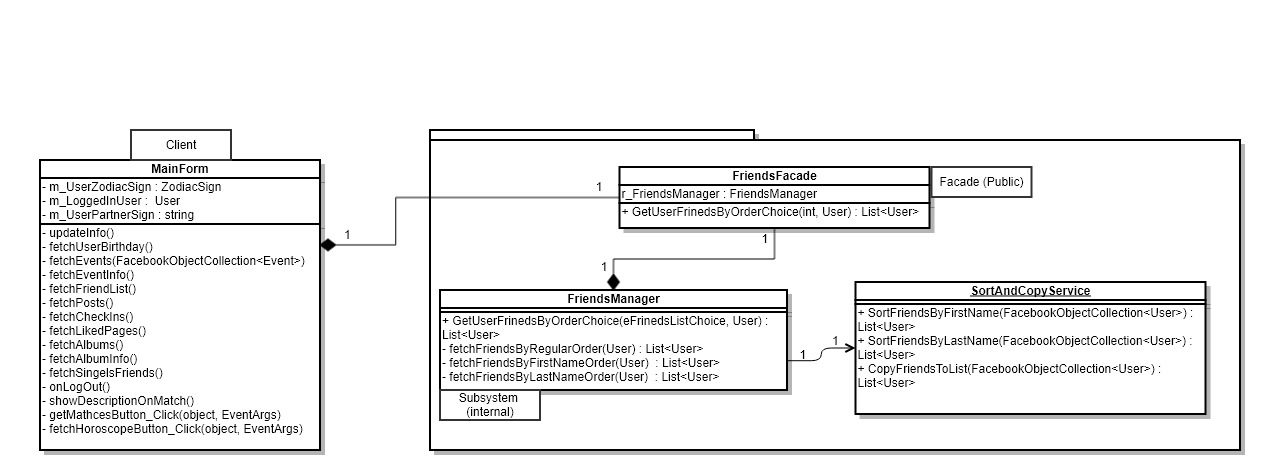 Client
MainForm
- m_UserZodiacSign : ZodiacSign
- m_LoggedInUser : User
- m_UserPartnerSign : string
- updateInfo()
- fetchUserBirthday()
- fetchEvents(FacebookObjectCollection<Event>)
- fetchEventInfo()
- fetchFriendList()
- fetchPosts()
- fetchCheckIns()
- fetchLikedPages()
- fetchAlbums()
- fetchAlbumInfo()
- fetchSingelsFriends()
- onLogOut()
- showDescriptionOnMatch()
- getMathcesButton_Click(object, EventArgs)
- fetchHoroscopeButton_Click(object, EventArgs)
1
1
FriendsFacade
r_FriendsManager : FriendsManager
+ GetUserFrinedsByOrderChoice(int, User) : List<User>
Facade (Public)
1
1
FriendsManager
+ GetUserFrinedsByOrderChoice(eFrinedsListChoice, User) :
List<User>
- fetchFriendsByRegularOrder(User) : List<User>
- fetchFriendsByFirstNameOrder(User) : List<User>
- fetchFriendsByLastNameOrder(User) : List<User>
Subsystem
(internal)
1
1
SortAndCopyService
+ SortFriendsByFirstName(FacebookObjectCollection<User>) :
List<User>
+ SortFriendsByLastName(FacebookObjectCollection<User>) :
List<User>
+ CopyFriendsToList(FacebookObjectCollection<User>) :
List<User>